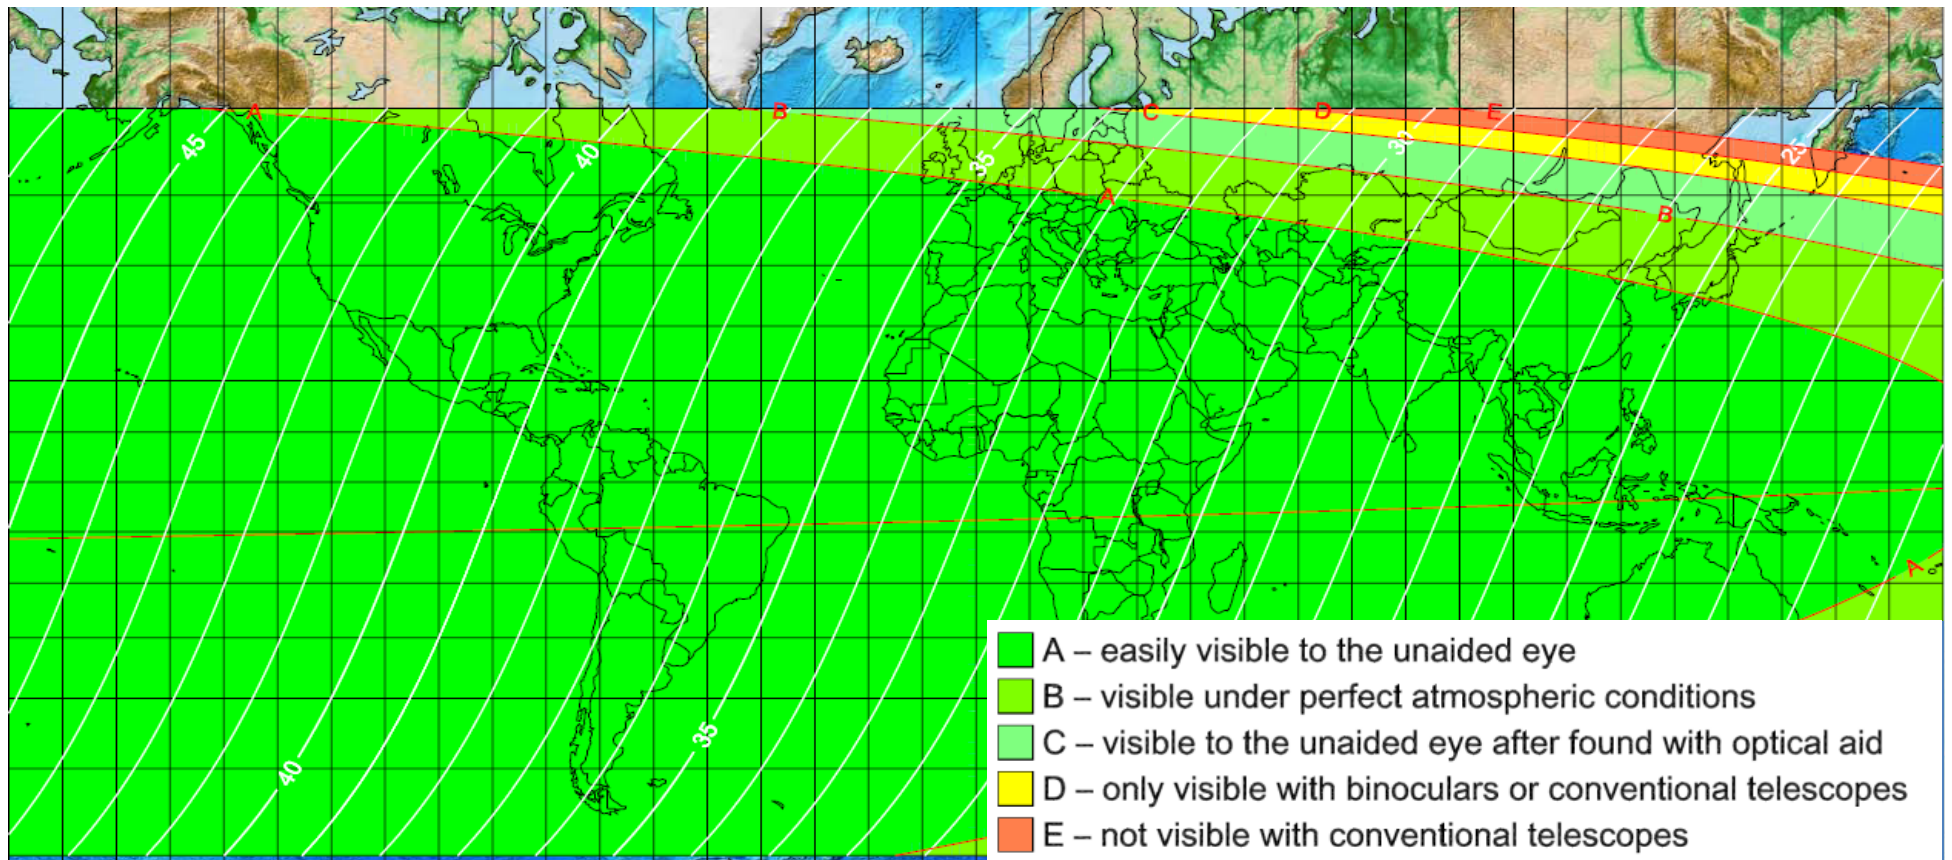 A
B
C
D
E
45
40
35
30
25
A
B
A
35
40
A – easily visible to the unaided eye
B – visible under perfect atmospheric conditions
C – visible to the unaided eye after found with optical aid
D – only visible with binoculars or conventional telescopes
E – not visible with conventional telescopes